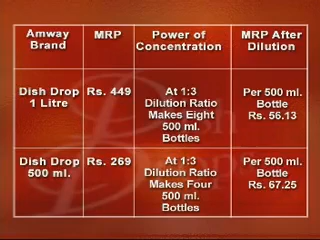 Amway Brand
MRP
Power of Concentration
MRP After Dilution
Dish Drop 1 Litre
Rs. 449
At 1:3
Dilution Ratio
Makes Eight
500 ml.
Bottles
Per 500 ml.
Bottle
Rs. 56.13
Dish Drop 500 ml.
Rs. 269
At 1:3
Dilution Ratio
Makes Four
500 ml.
Bottles
Per 500 ml.
Bottle
Rs. 67.25